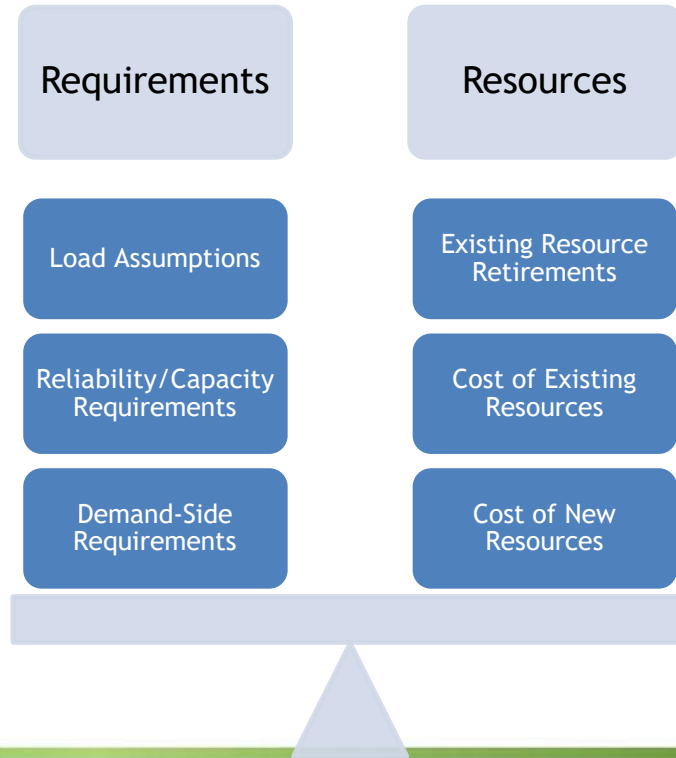 Requirements
Resources
Load Assumptions
Existing Resource
Retirements
Reliability/Capacity
Requirements
Cost of Existing
Resources
Demand-Side
Requirements
Cost of New
Resources